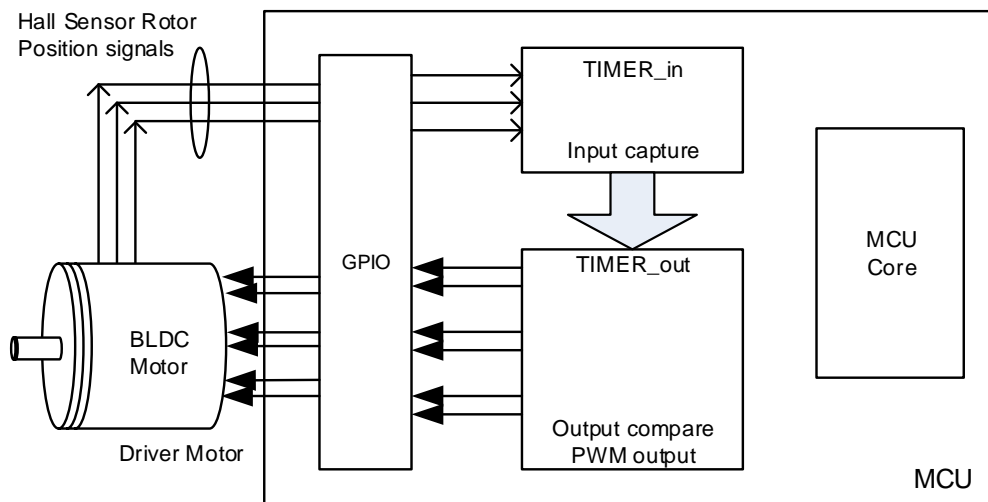 Hall Sensor Rotor
Position signals
TIMER_in
Input capture
GPIO
TIMER_out
MCU
Core
BLDC
Motor
Output compare
PWM output
Driver Motor
MCU